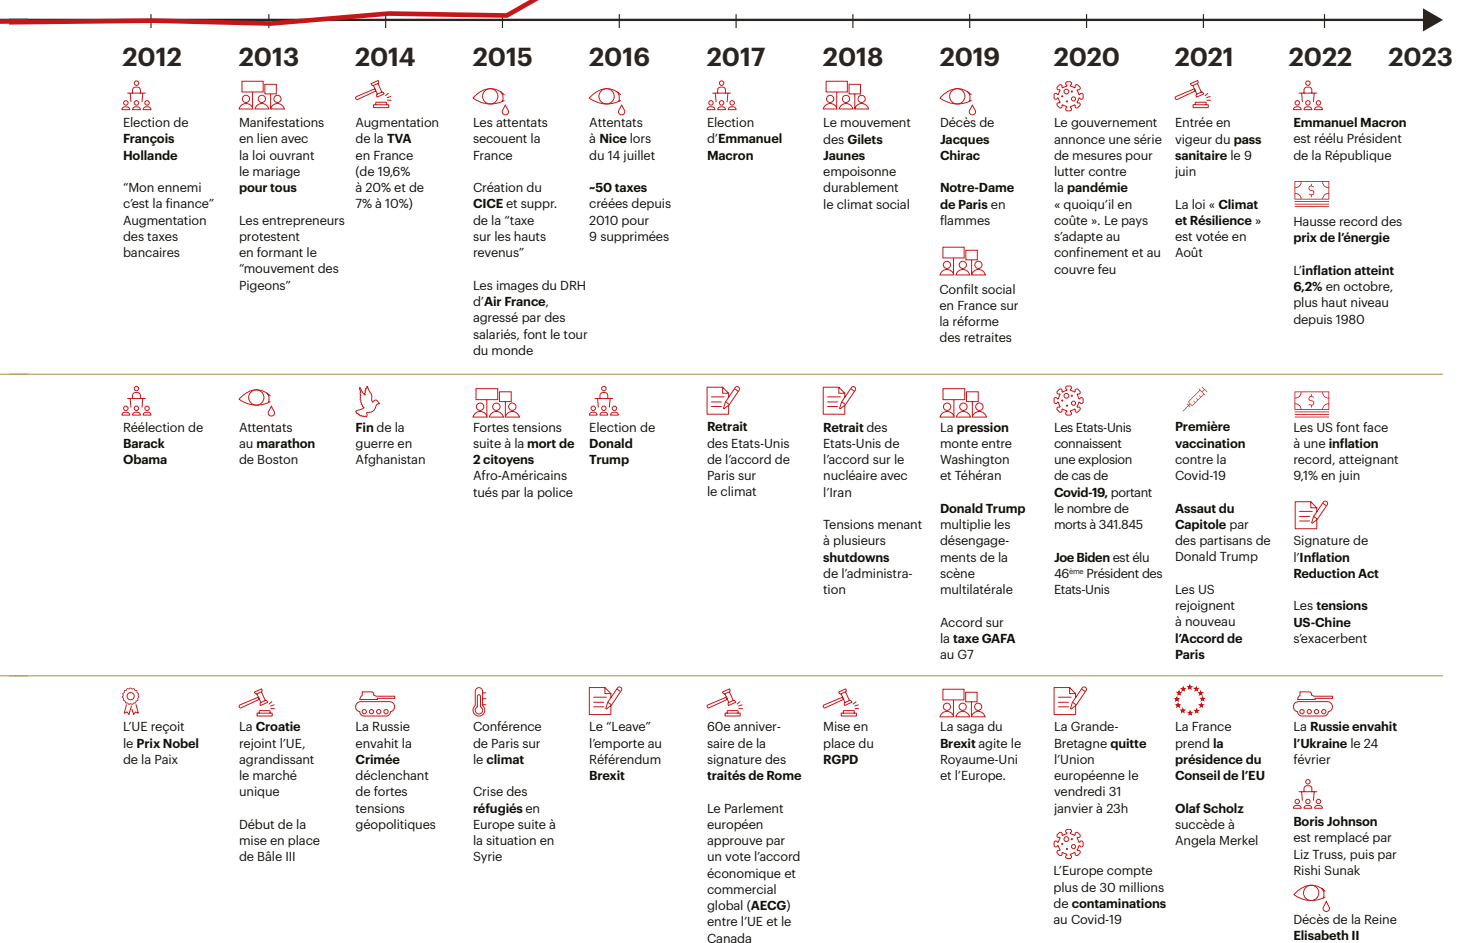 2012
2013
2014
2015
2016
2017
2018
2019
2020
2021
2022
2023
Election de
François
Hollande
“Mon ennemi
c’est la finance”
Augmentation
des taxes
bancaires
Manifestations
en lien avec
la loi ouvrant
le mariage
pour tous
Les entrepreneurs
protestent
en formant le
“mouvement des
Pigeons”
Augmentation
de la TVA
en France
(de 19,6%
à 20% et de
7% à 10%)
Les attentats
secouent la
France
Création du
CICE et suppr.
de la “taxe
sur les hauts
revenus”
Les images du DRH
d’Air France,
agressé par des
salariés, font le tour
du monde
Attentats
à Nice lors
du 14 juillet
~50 taxes
créées depuis
2010 pour
9 supprimées
Election
d’Emmanuel
Macron
Le mouvement
des Gilets
Jaunes
empoisonne
durablement
le climat social
Décès de
Jacques
Chirac
Notre-Dame
de Paris en
flammes
Confilt social
en France sur
la réforme
des retraites
Le gouvernement
annonce une série
de mesures pour
lutter contre
la pandémie
« quoiqu’il en
coûte ». Le pays
s’adapte au
confinement et au
couvre feu
Entrée en
vigeur du pass
sanitaire le 9
juin
La loi « Climat
et Résilience »
est votée en
Août
Emmanuel Macron
est réélu Président
de la République
Hausse record des
prix de l’énergie
L’inflation atteint
6,2% en octobre,
plus haut niveau
depuis 1980
Réélection de
Barack
Obama
Attentats
au marathon
de Boston
Fin de la
guerre en
Afghanistan
Fortes tensions
suite à la mort de
2 citoyens
Afro-Américains
tués par la police
Election de
Donald
Trump
Retrait
des Etats-Unis
de l’accord de
Paris sur
le climat
Retrait des
Etats-Unis de
l’accord sur le
nucléaire avec
l’Iran
Tensions menant
à plusieurs
shutdowns
de l’administra-
tion
La pression
monte entre
Washington
et Téhéran
Donald Trump
multiplie les
désengage-
ments de la
scène
multilatérale
Accord sur
la taxe GAFA
au G7
Les Etats-Unis
connaissent
une explosion
de cas de
Covid-19, portant
le nombre de
morts à 341.845
Joe Biden est élu
46ème Président des
Etats-Unis
Première
vaccination
contre la
Covid-19
Assaut du
Capitole par
des partisans de
Donald Trump
Les US
rejoignent
à nouveau
l’Accord de
Paris
Les US font face
à une inflation
record, atteignant
9,1% en juin
Signature de
l’Inflation
Reduction Act
Les tensions
US-Chine
s’exacerbent
L’UE reçoit
le Prix Nobel
de la Paix
La Croatie
rejoint l’UE,
agrandissant
le marché
unique
Début de la
mise en place
de Bâle III
La Russie
envahit la
Crimée
déclenchant
de fortes
tensions
géopolitiques
Conférence
de Paris sur
le climat
Crise des
réfugiés en
Europe suite à
la situation en
Syrie
Le “Leave”
l’emporte au
Référendum
Brexit
60e anniver-
saire de la
signature des
traités de Rome
Le Parlement
européen
approuve par
un vote l’accord
économique et
commercial
global (AECG)
entre l’UE et le
Canada
Mise en
place du
RGPD
La saga du
Brexit agite le
Royaume-Uni
et l’Europe.
La Grande-
Bretagne quitte
l’Union
européenne le
vendredi 31
janvier à 23h
L’Europe compte
plus de 30 millions
de contaminations
au Covid-19
La France
prend la
présidence du
Conseil de l’EU
Olaf Scholz
succède à
Angela Merkel
La Russie envahit
l’Ukraine le 24
février
Boris Johnson
est remplacé par
Liz Truss, puis par
Rishi Sunak
Décès de la Reine
Elisabeth II